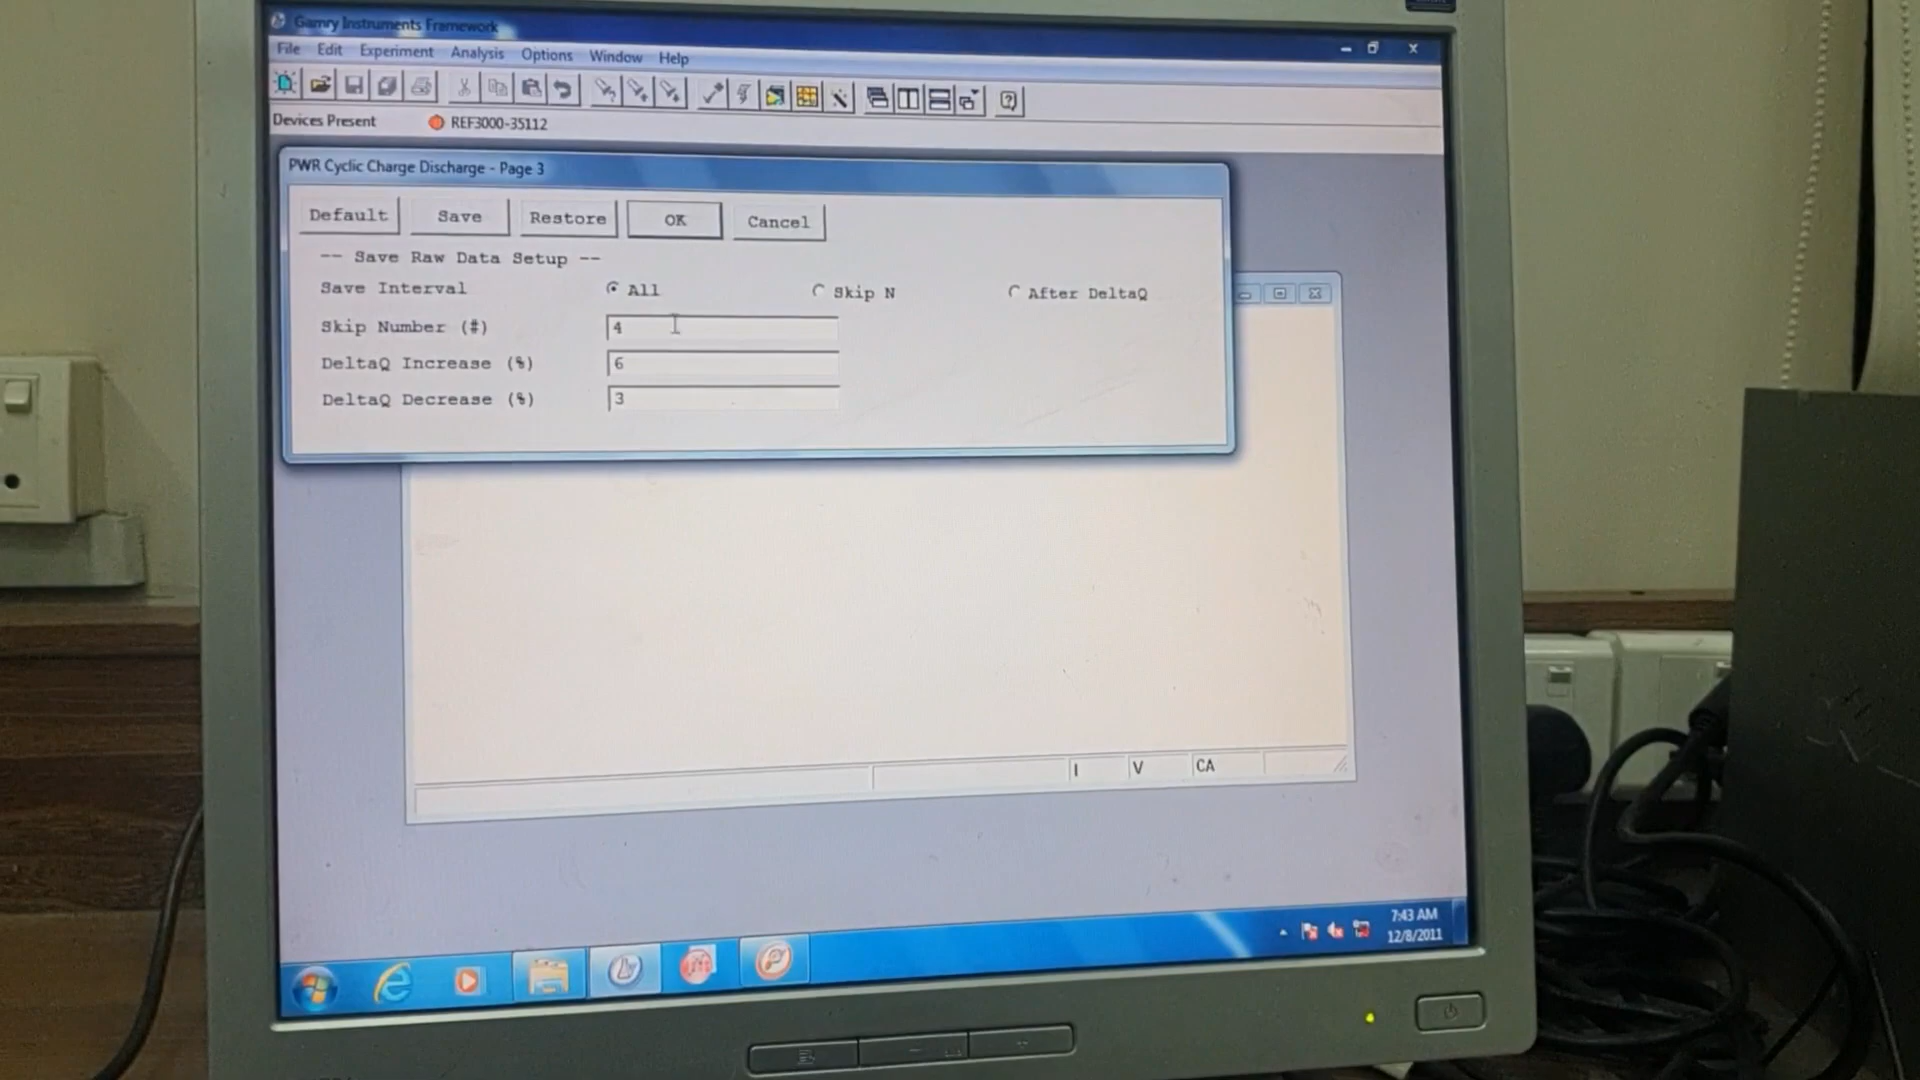 Gamry Instruments Framework
File Edit Experiment Analysis Options Window Help
Devices Present REF3000-35112
PWR Cyclic Charge Discharge - Page 3
Default Save Restore OK Cancel
-- Save Raw Data Setup --
Save Interval All Skip N After DeltaQ
Skip Number (#) 4
DeltaQ Increase (%) 6
DeltaQ Decrease (%) 3
I V CA
7:43 AM
12/8/2011